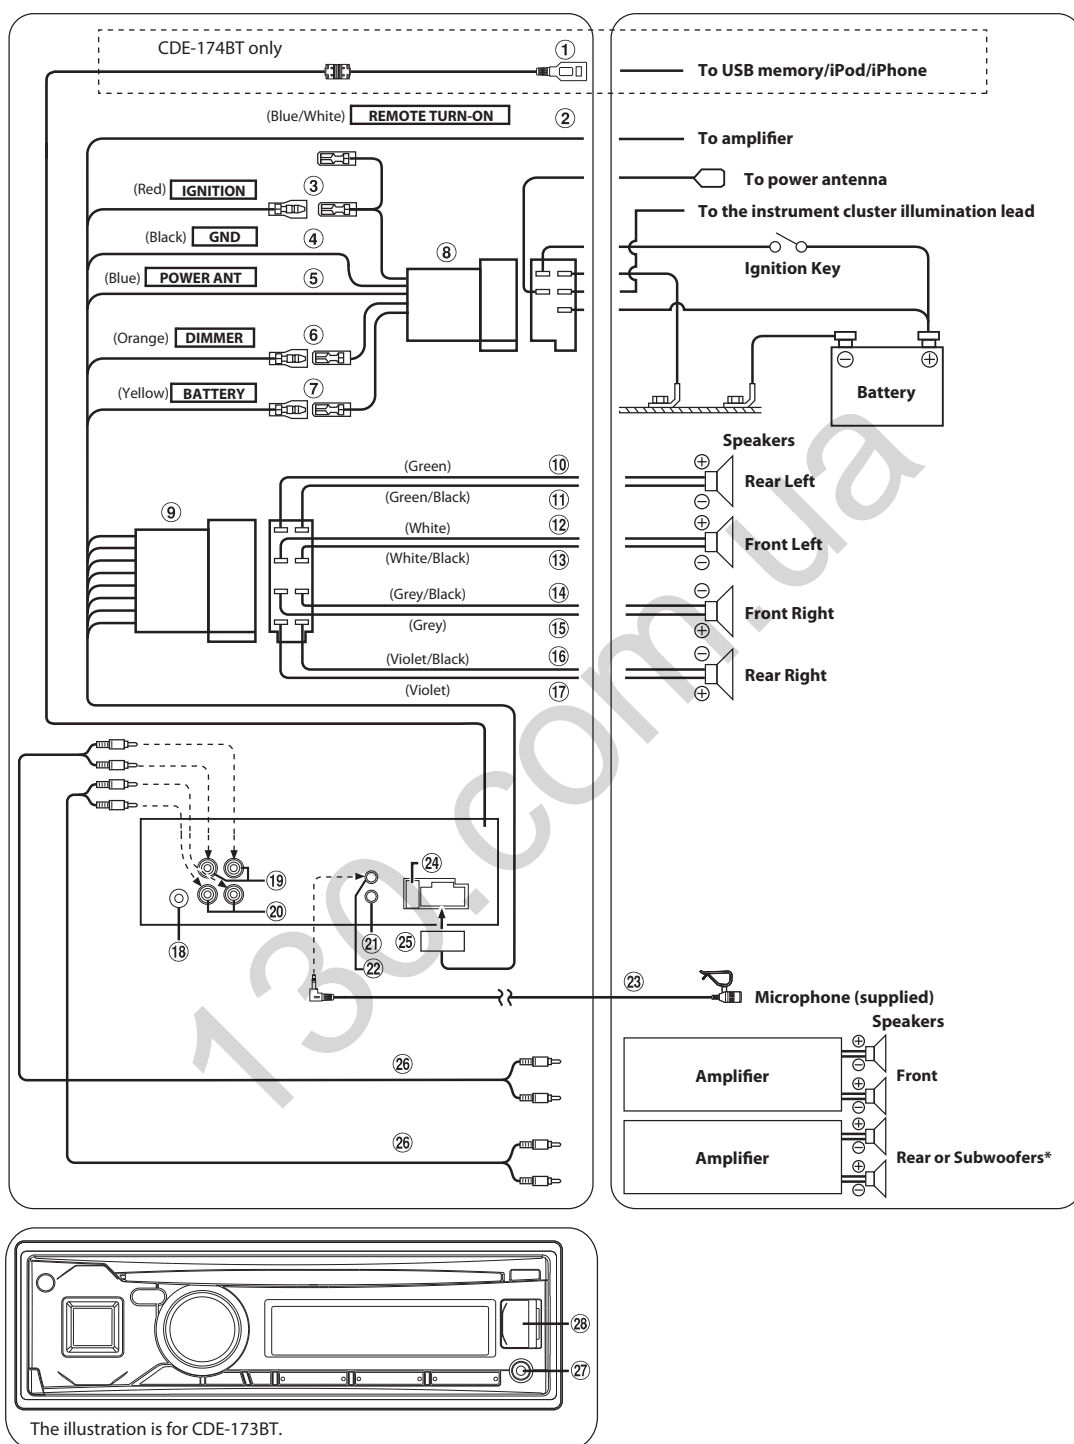 CDE-174BT only
①
To USB memory/iPod/iPhone
(Blue/White) REMOTE TURN-ON
②
To amplifier
To power antenna
(Red) IGNITION
③
To the instrument cluster illumination lead
(Black) GND
④
⑧
Ignition Key
(Blue) POWER ANT
⑤
(Orange) DIMMER
⑥
(Yellow) BATTERY
⑦
⊖ ⊕
Battery
Speakers
(Green)
⑩
⊕
Rear Left
(Green/Black)
⑪
⊖
⑨
(White)
⑫
⊕
Front Left
(White/Black)
⑬
⊖
(Grey/Black)
⑭
⊖
Front Right
(Grey)
⑮
⊕
(Violet/Black)
⑯
⊖
Rear Right
(Violet)
⑰
⊕
⑲
⑳
⑱
㉔
㉑
㉕
㉒
㉓
Microphone (supplied)
Speakers
㉖
Amplifier
⊕
⊖
Front
⊕
⊖
㉖
Amplifier
⊕
⊖
Rear or Subwoofers*
⊕
⊖
㉘
㉗
The illustration is for CDE-173BT.
130.com.ua